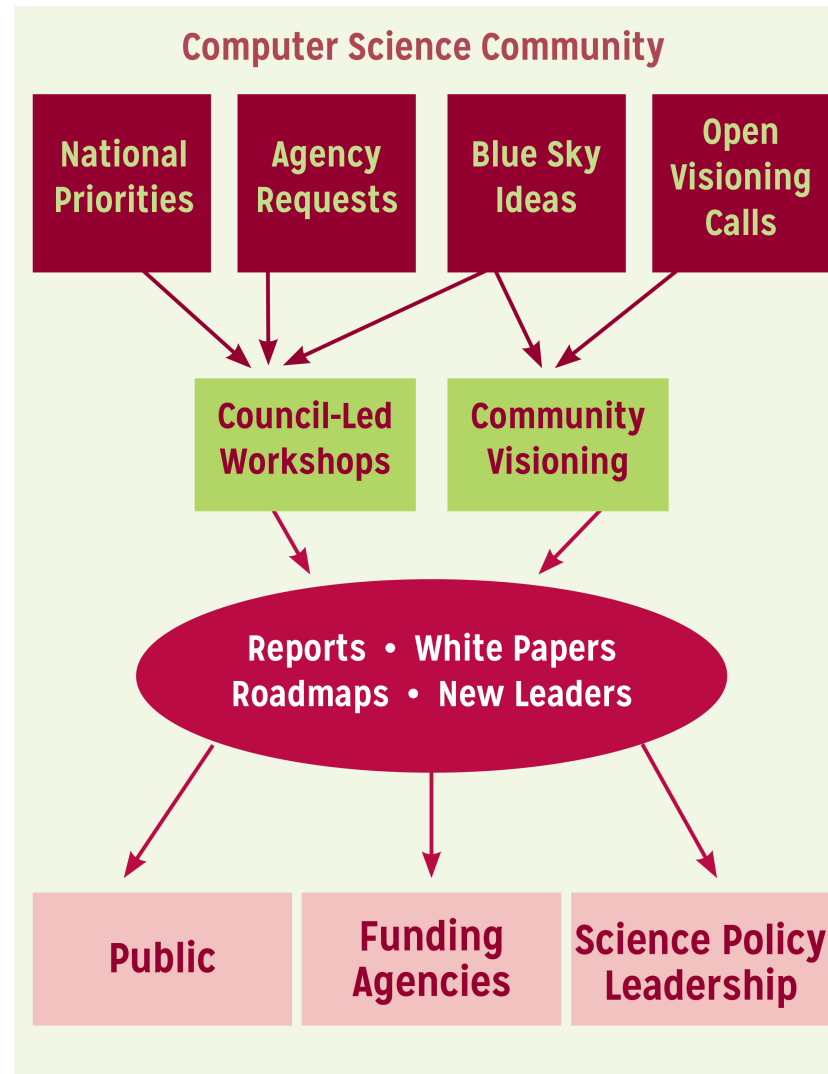 Computer Science Community
National
Priorities
Agency
Requests
Blue Sky
Ideas
Open
Visioning
Calls
Council-Led
Workshops
Community
Visioning
Reports • White Papers
Roadmaps • New Leaders
Public
Funding
Agencies
Science Policy
Leadership